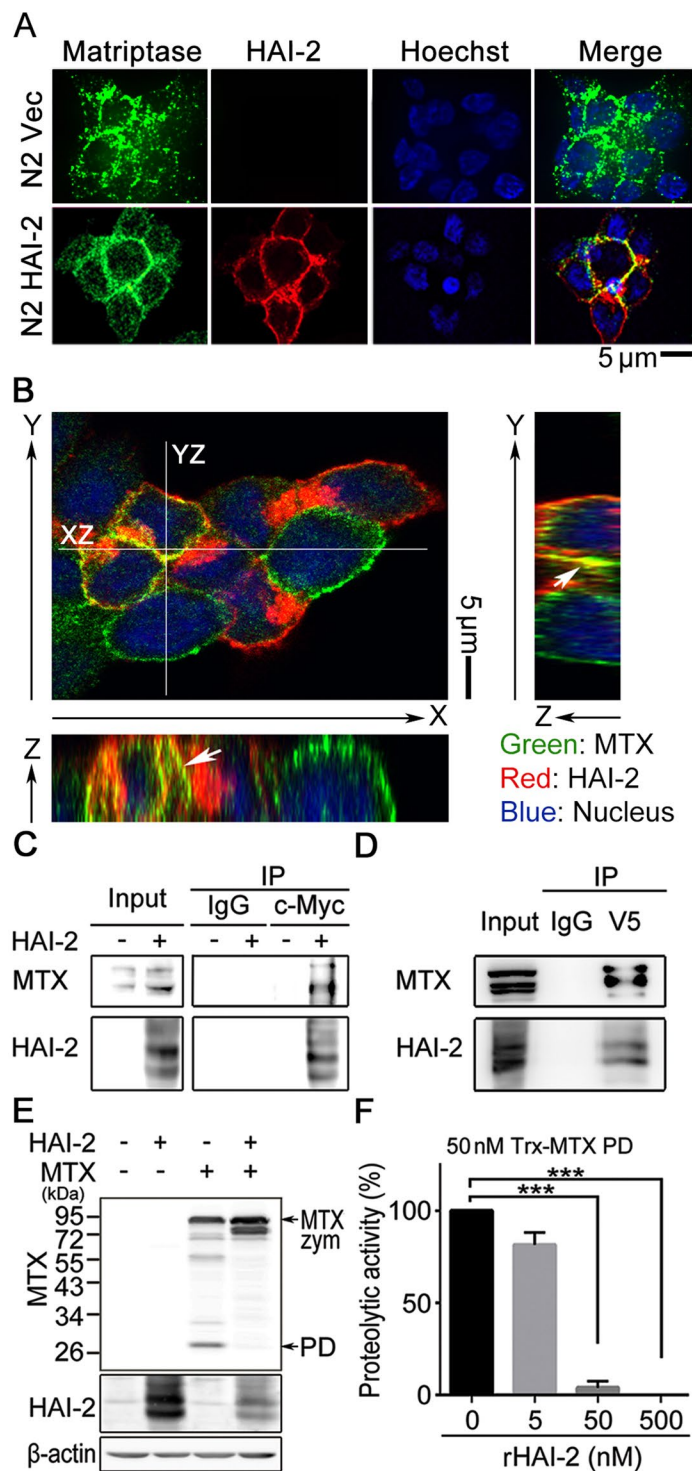 A
Matriptase HAI-2 Hoechst Merge
N2 Vec
N2 HAI-2
5 µm
B
Y
YZ
XZ
X
5 µm
Y
Z
Z
Green: MTX
Red: HAI-2
Blue: Nucleus
C
IP
Input IgG c-Myc
HAI-2 - + - + - +
MTX
HAI-2
D
IP
Input IgG V5
MTX
HAI-2
E
HAI-2 - + - +
MTX - - + +
(kDa)
95
72
55
43
34
26
MTX
MTX zym
PD
HAI-2
β-actin
F
50 nM Trx-MTX PD
***
***
Proteolytic activity (%)
100
50
0
0 5 50 500
rHAI-2 (nM)